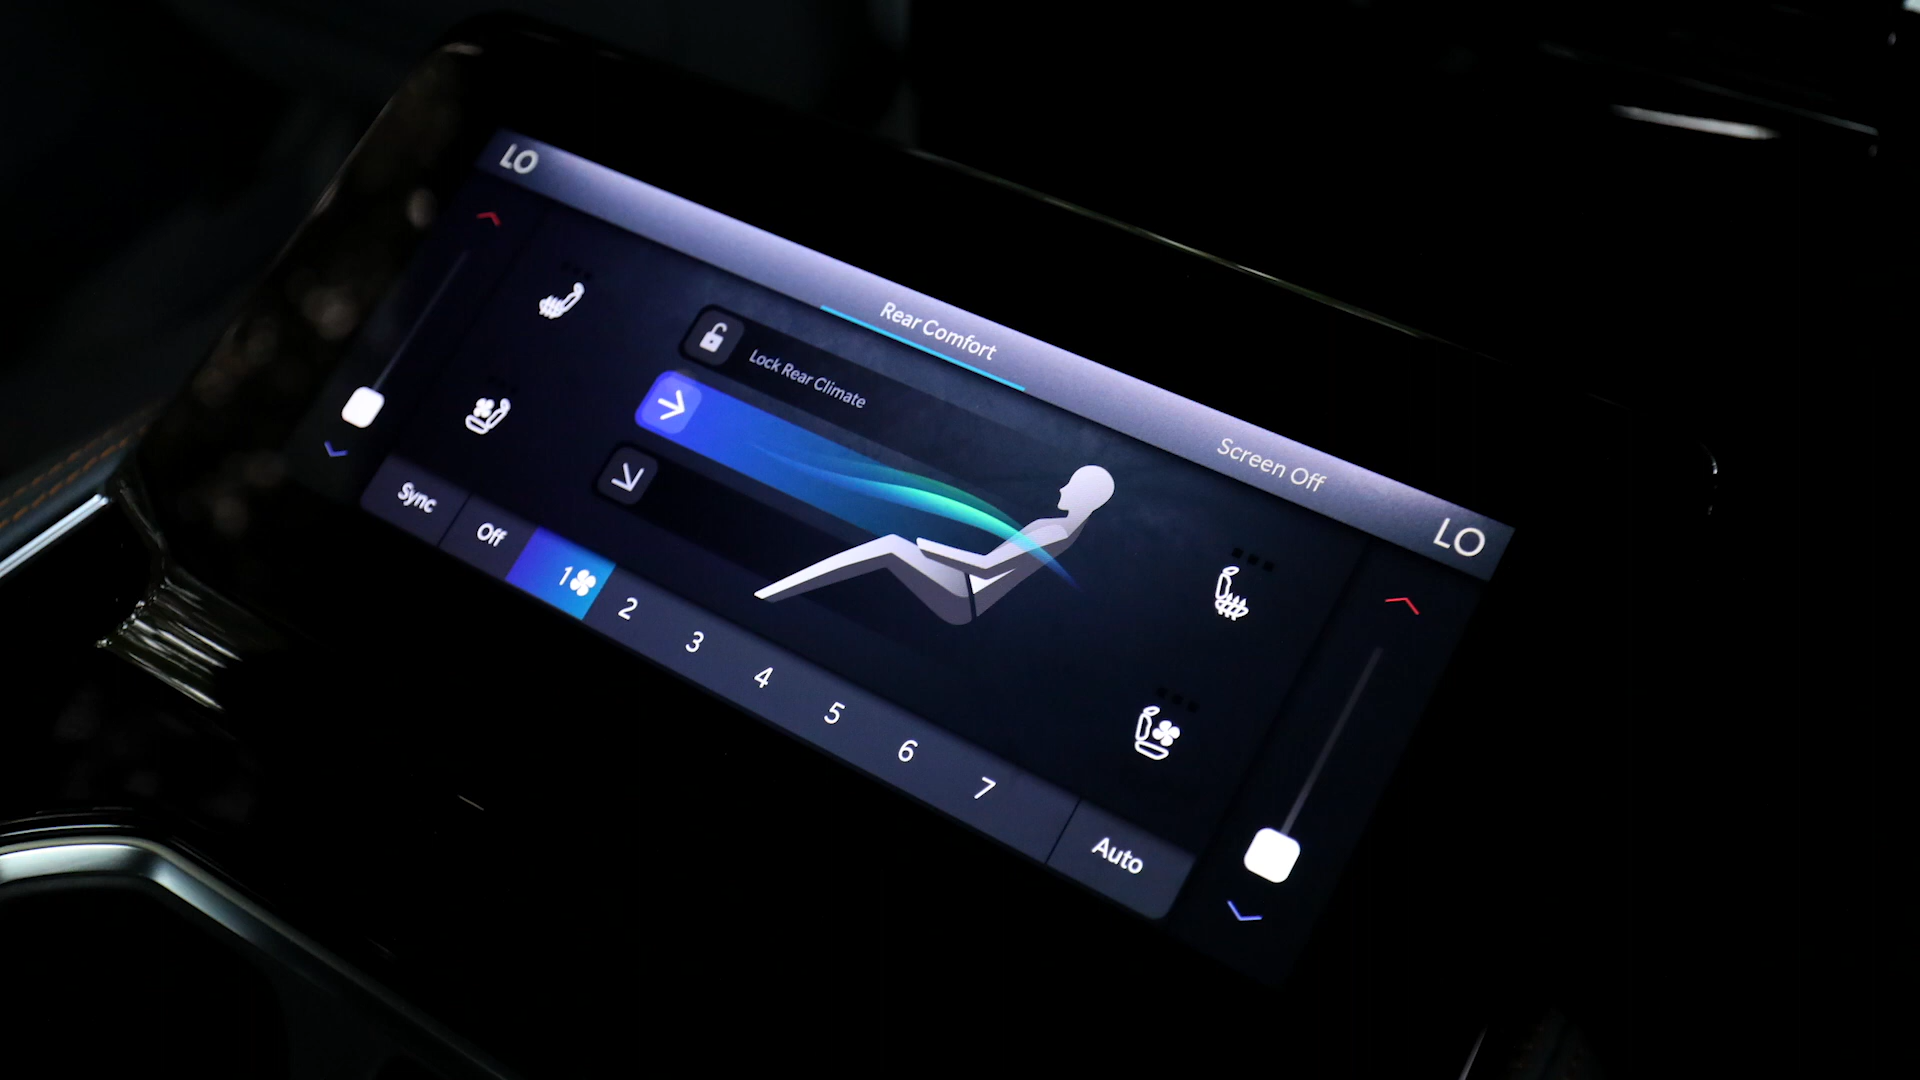 LO
Rear Comfort
Screen Off
LO
Lock Rear Climate
Sync
Off
1
2
3
4
5
6
7
Auto